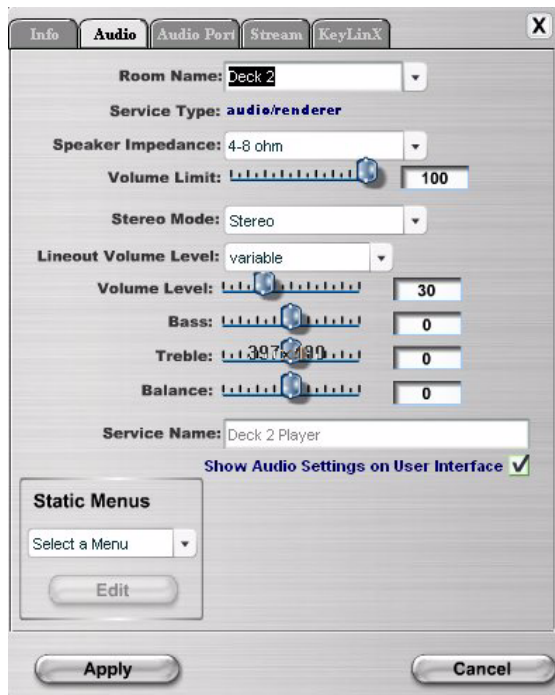 Info Audio Audio Port Stream KeyLinX X
Room Name: Deck 2
Service Type: audio/renderer
Speaker Impedance: 4-8 ohm
Volume Limit: 100
Stereo Mode: Stereo
Lineout Volume Level: variable
Volume Level: 30
Bass: 0
Treble: 397x490 0
Balance: 0
Service Name: Deck 2 Player
Show Audio Settings on User Interface
Static Menus
Select a Menu
Edit
Apply Cancel